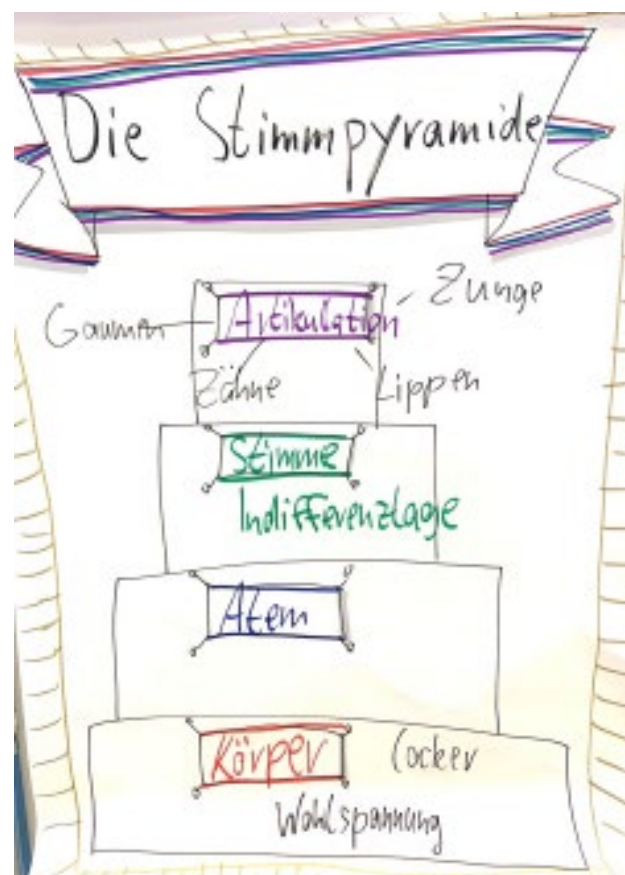 Die Stimmpyramide
Zunge
Gaumen Artikulation
Zähne Lippen
Stimme
Indifferenzlage
Atem
Körper locker
Wohlspannung